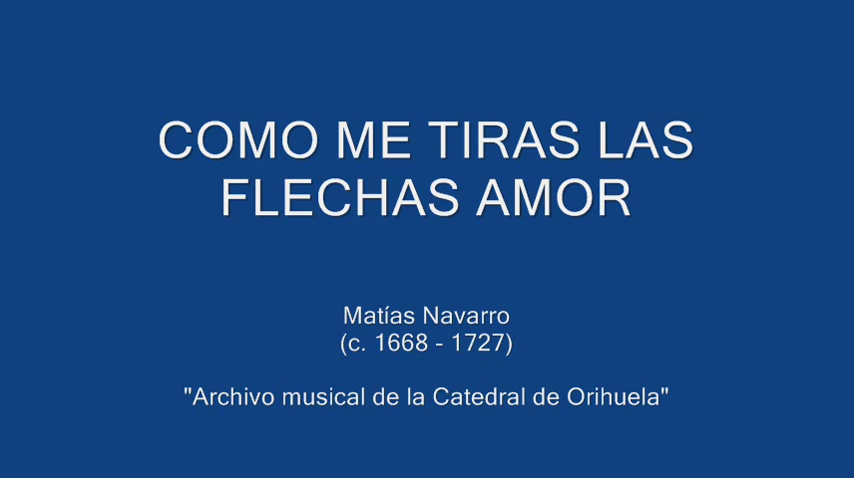 COMO ME TIRAS LAS
FLECHAS AMOR
Matías Navarro
(c. 1668 - 1727)
"Archivo musical de la Catedral de Orihuela"